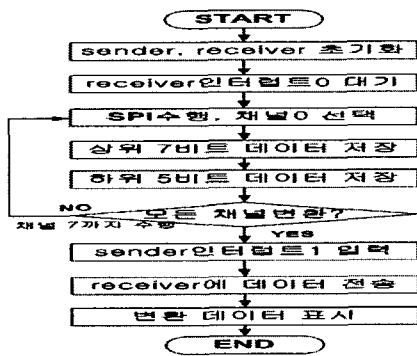 START
sender, receiver 초기화
receiver인터럽트0 대기
SPI수행, 채널0 선택
상위 7비트 데이터 저장
하위 5비트 데이터 저장
모든 채널변환?
NO
채널 7까지 수행
YES
sender인터럽트1 입력
receiver에 데이터 전송
변환 데이터 표시
END